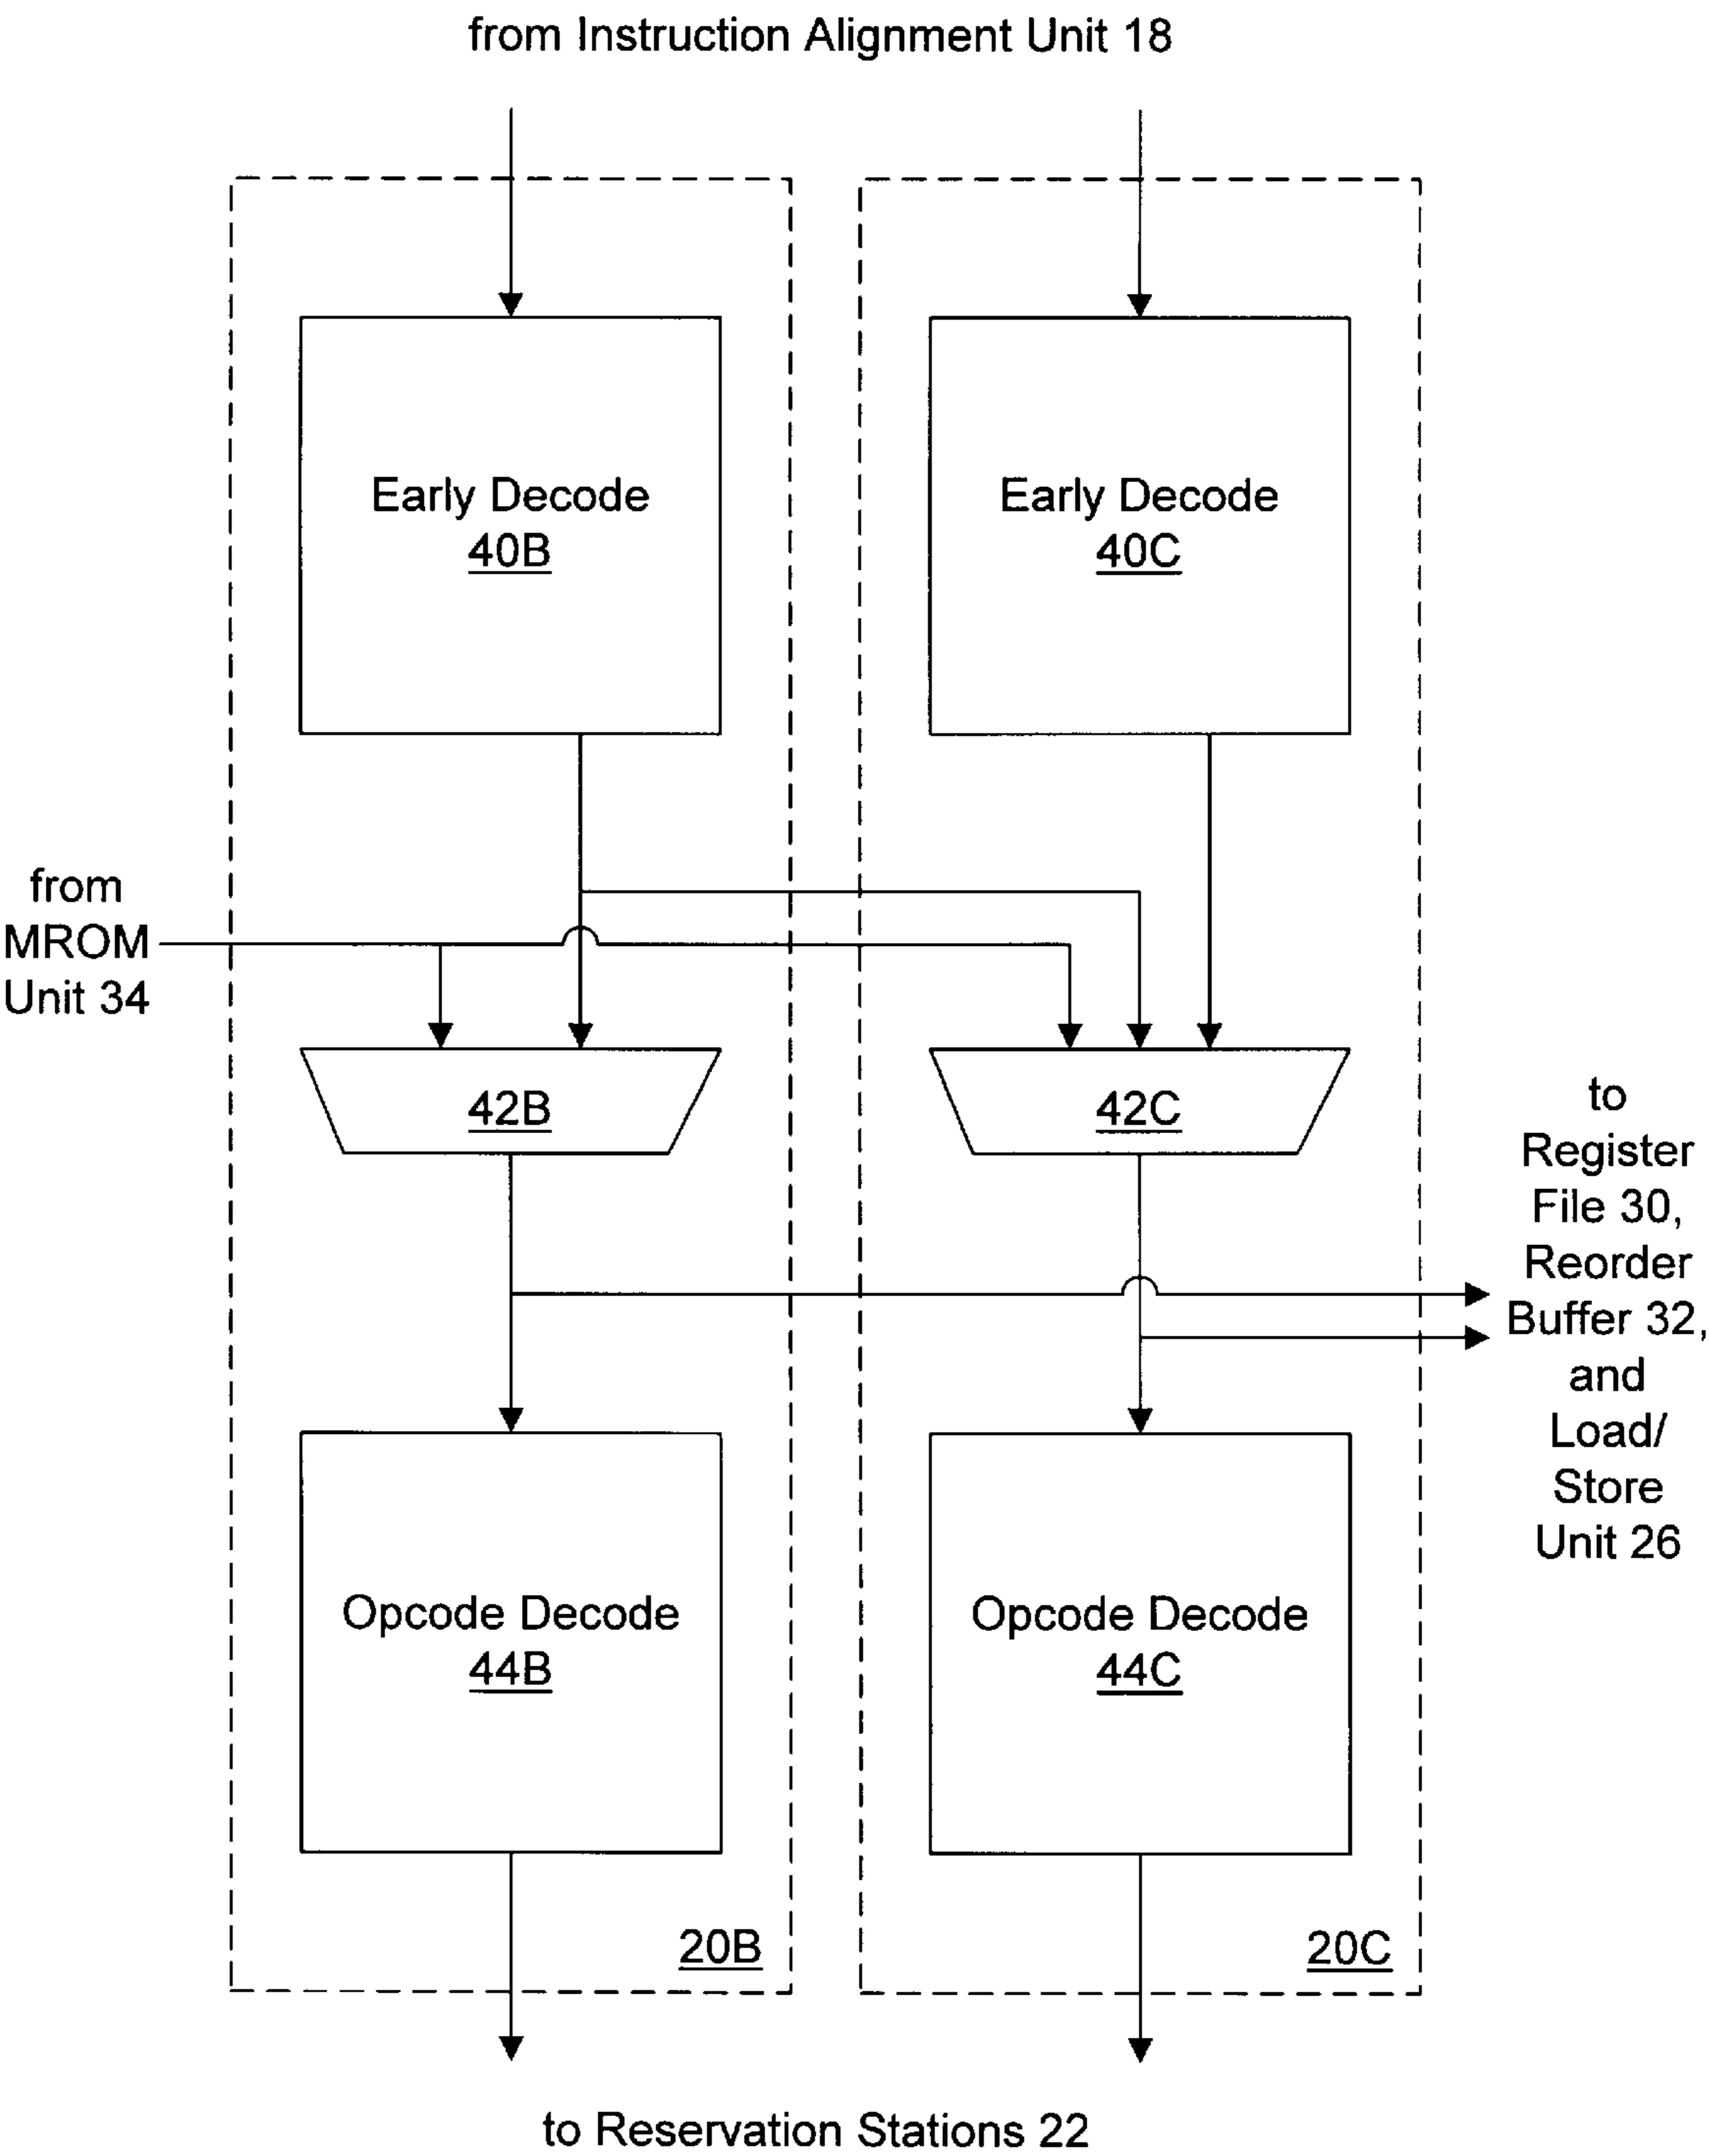 from Instruction Alignment Unit 18
Early Decode
40B
Early Decode
40C
from
MROM
Unit 34
42B
42C
to
Register
File 30,
Reorder
Buffer 32,
and
Load/
Store
Unit 26
Opcode Decode
44B
Opcode Decode
44C
20B
20C
to Reservation Stations 22